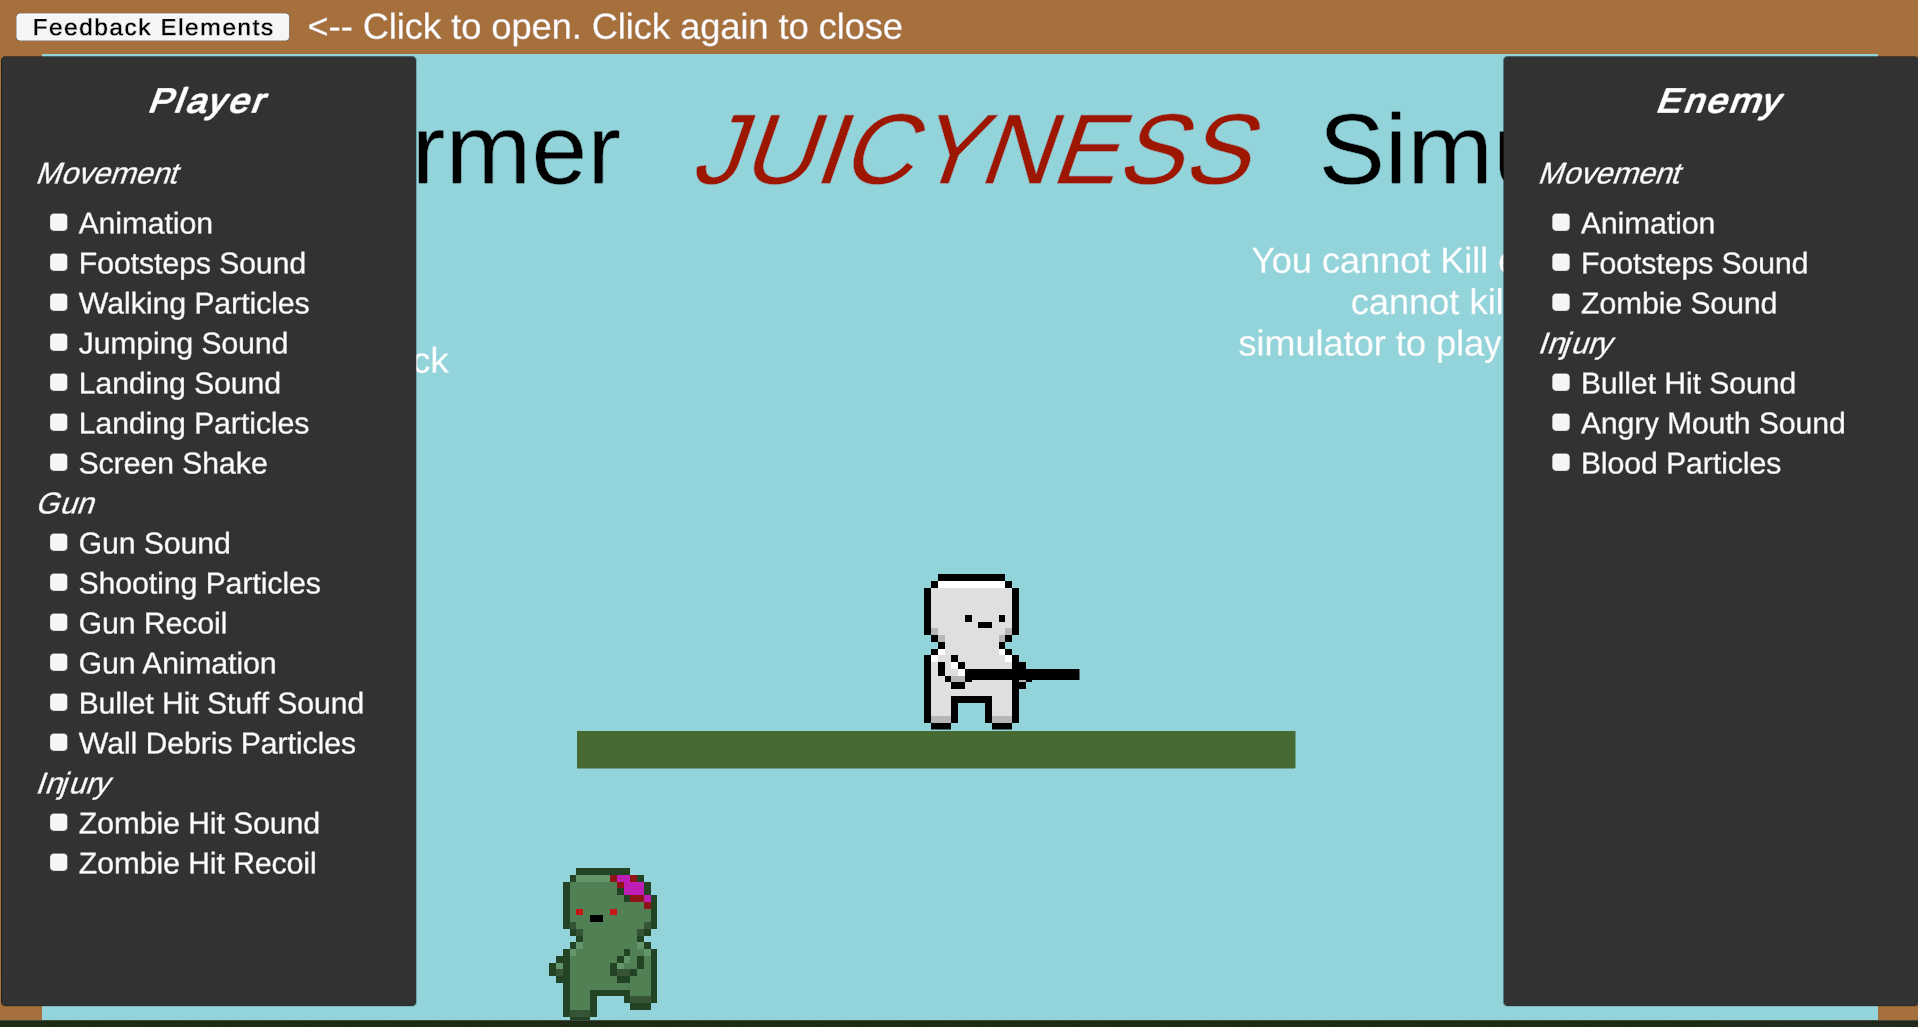 Feedback Elements <-- Click to open. Click again to close
Player
Movement
Animation
Footsteps Sound
Walking Particles
Jumping Sound
Landing Sound
Landing Particles
Screen Shake
Gun
Gun Sound
Shooting Particles
Gun Recoil
Gun Animation
Bullet Hit Stuff Sound
Wall Debris Particles
Injury
Zombie Hit Sound
Zombie Hit Recoil
rmer JUICYNESS Simu
ck
You cannot Kill
cannot kil
simulator to play
Enemy
Movement
Animation
Footsteps Sound
Zombie Sound
Injury
Bullet Hit Sound
Angry Mouth Sound
Blood Particles